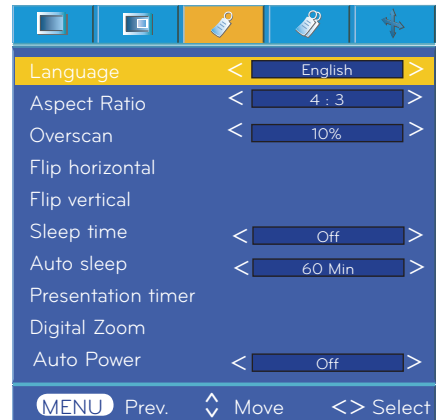 Language < English >
Aspect Ratio < 4 : 3 >
Overscan < 10% >
Flip horizontal
Flip vertical
Sleep time < Off >
Auto sleep < 60 Min >
Presentation timer
Digital Zoom
Auto Power < Off >
MENU Prev. Move <> Select